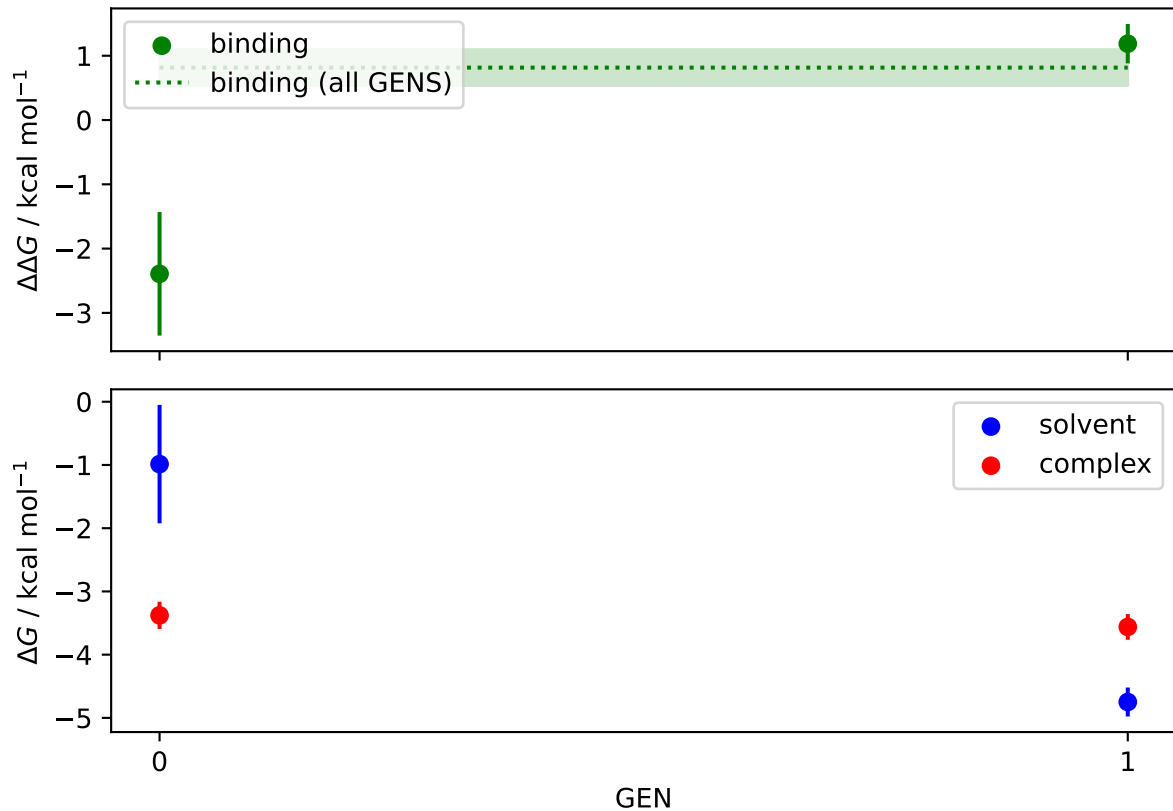 binding
binding (all GENS)
1
0
−1
−2
−3
ΔΔG / kcal mol⁻¹
solvent
complex
0
−1
−2
−3
−4
−5
ΔG / kcal mol⁻¹
0 1
GEN